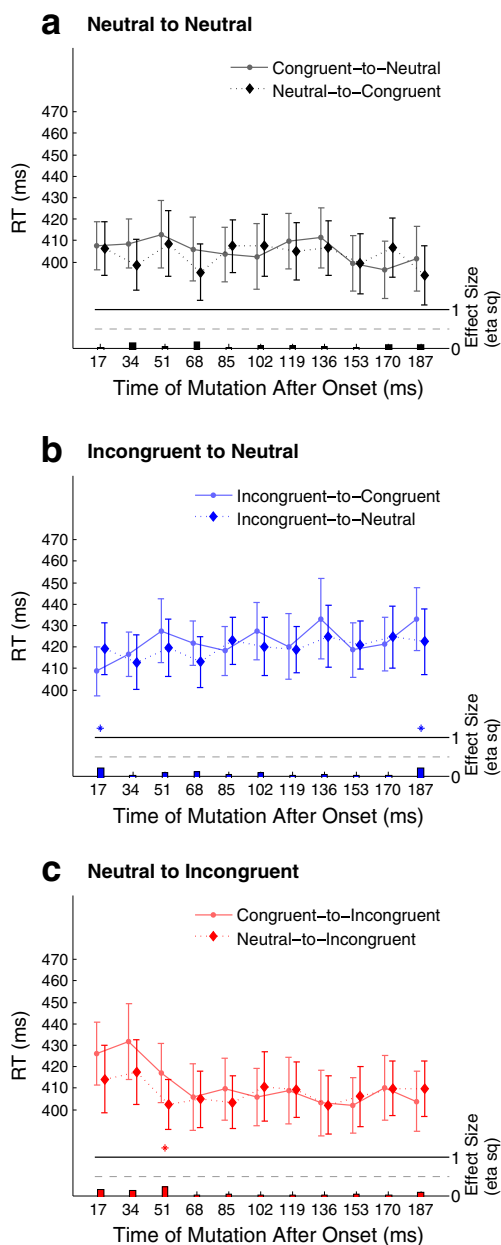 a Neutral to Neutral
Congruent–to–Neutral
Neutral–to–Congruent
470
460
450
440
430
420
410
400
RT (ms)
1
0
Effect Size
(eta sq)
17 34 51 68 85 102 119 136 153 170 187
Time of Mutation After Onset (ms)
b Incongruent to Neutral
Incongruent–to–Congruent
Incongruent–to–Neutral
470
460
450
440
430
420
410
400
RT (ms)
*
*
1
0
Effect Size
(eta sq)
17 34 51 68 85 102 119 136 153 170 187
Time of Mutation After Onset (ms)
c Neutral to Incongruent
Congruent–to–Incongruent
Neutral–to–Incongruent
470
460
450
440
430
420
410
400
RT (ms)
*
1
0
Effect Size
(eta sq)
17 34 51 68 85 102 119 136 153 170 187
Time of Mutation After Onset (ms)